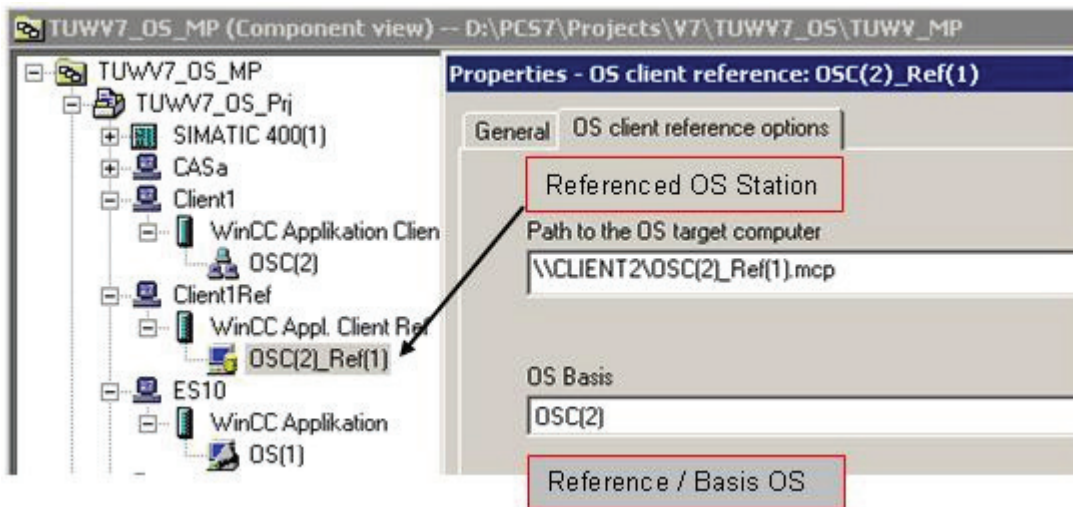 TUWV7_OS_MP (Component view) -- D:\PCS7\Projects\V7\TUWV7_OS\TUWV_MP
TUWV7_OS_MP
TUWV7_OS_Prj
SIMATIC 400(1)
CASa
Client1
WinCC Applikation Clien
OSC(2)
Client1Ref
WinCC Appl. Client Ref
OSC(2)_Ref(1)
ES10
WinCC Applikation
OS(1)
Properties - OS client reference: OSC(2)_Ref(1)
General
OS client reference options
Referenced OS Station
Path to the OS target computer
\\CLIENT2\OSC(2)_Ref(1).mcp
OS Basis
OSC(2)
Reference / Basis OS